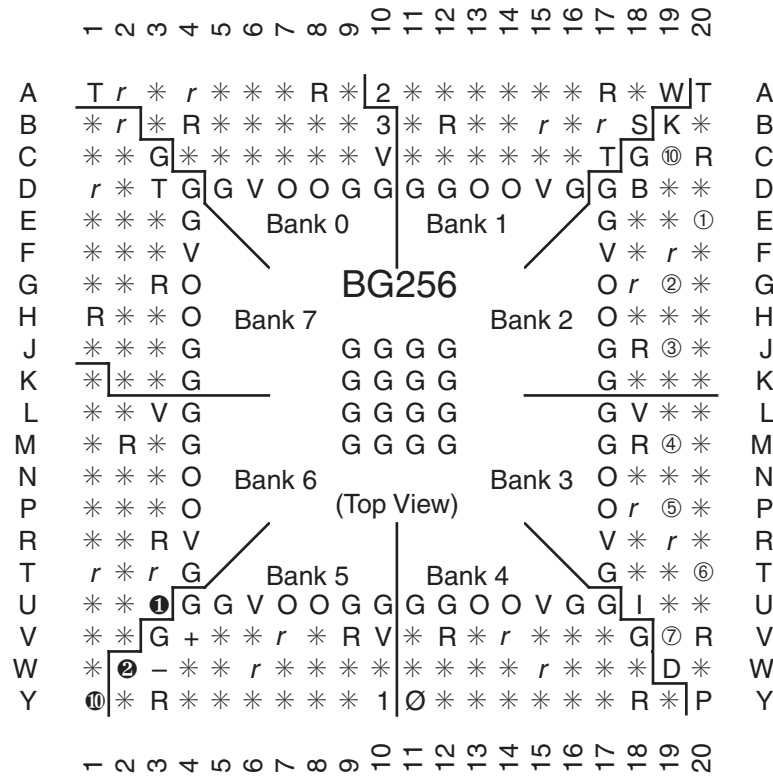 1 2 3 4 5 6 7 8 9 10 11 12 13 14 15 16 17 18 19 20
A T r ✳ r ✳ ✳ ✳ R ✳ 2 ✳ ✳ ✳ ✳ ✳ ✳ R ✳ W T A
B ✳ r ✳ R ✳ ✳ ✳ ✳ ✳ 3 ✳ R ✳ ✳ r ✳ r S K ✳ B
C ✳ ✳ G ✳ ✳ ✳ ✳ ✳ ✳ V ✳ ✳ ✳ ✳ ✳ ✳ T G ⑩ R C
D r ✳ T G G V O O G G G G O O V G G B ✳ ✳ D
E ✳ ✳ ✳ G Bank 0 Bank 1 G ✳ ✳ ① E
F ✳ ✳ ✳ V V ✳ r ✳ F
G ✳ ✳ R O BG256 O r ② ✳ G
H R ✳ ✳ O Bank 7 Bank 2 O ✳ ✳ ✳ H
J ✳ ✳ ✳ G G G G G G R ③ ✳ J
K ✳ ✳ ✳ G G G G G G ✳ ✳ ✳ K
L ✳ ✳ V G G G G G G V ✳ ✳ L
M ✳ R ✳ G G G G G G R ④ ✳ M
N ✳ ✳ ✳ O Bank 6 Bank 3 O ✳ ✳ ✳ N
P ✳ ✳ ✳ O (Top View) O r ⑤ ✳ P
R ✳ ✳ R V V ✳ r ✳ R
T r ✳ r G Bank 5 Bank 4 G ✳ ✳ ⑥ T
U ✳ ✳ ❶ G G V O O G G G G O O V G G I ✳ ✳ U
V ✳ ✳ G + ✳ ✳ r ✳ R V ✳ R ✳ r ✳ ✳ ✳ G ⑦ R V
W ✳ ❷ – ✳ ✳ r ✳ ✳ ✳ ✳ ✳ ✳ ✳ ✳ r ✳ ✳ ✳ D ✳ W
Y ❿ ✳ R ✳ ✳ ✳ ✳ ✳ ✳ 1 Ø ✳ ✳ ✳ ✳ ✳ ✳ R ✳ P Y
1 2 3 4 5 6 7 8 9 10 11 12 13 14 15 16 17 18 19 20